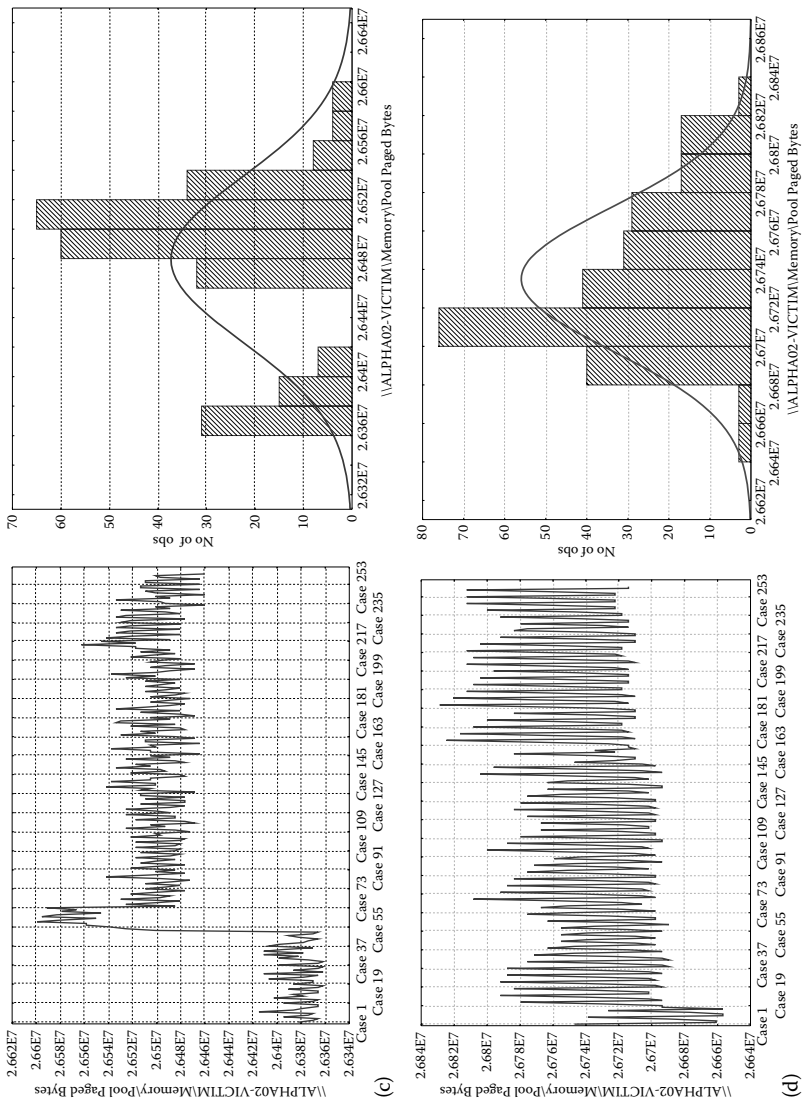 \\ALPHA02-VICTIM\Memory\Pool Paged Bytes
2.662E7
2.66E7
2.658E7
2.656E7
2.654E7
2.652E7
2.65E7
2.648E7
2.646E7
2.644E7
2.642E7
2.64E7
2.638E7
2.636E7
2.634E7
Case 1 Case 37 Case 73 Case 109 Case 145 Case 181 Case 217 Case 253
Case 19 Case 55 Case 91 Case 127 Case 163 Case 199 Case 235
(c)
No of obs
70
60
50
40
30
20
10
0
2.632E7 2.636E7 2.64E7 2.644E7 2.648E7 2.652E7 2.656E7 2.66E7 2.664E7
\\ALPHA02-VICTIM\Memory\Pool Paged Bytes
\\ALPHA02-VICTIM\Memory\Pool Paged Bytes
2.684E7
2.682E7
2.68E7
2.678E7
2.676E7
2.674E7
2.672E7
2.67E7
2.668E7
2.666E7
2.664E7
Case 1 Case 37 Case 73 Case 109 Case 145 Case 181 Case 217 Case 253
Case 19 Case 55 Case 91 Case 127 Case 163 Case 199 Case 235
(d)
No of obs
80
70
60
50
40
30
20
10
0
2.662E7 2.666E7 2.67E7 2.674E7 2.678E7 2.682E7 2.686E7
2.664E7 2.668E7 2.672E7 2.676E7 2.68E7 2.684E7
\\ALPHA02-VICTIM\Memory\Pool Paged Bytes